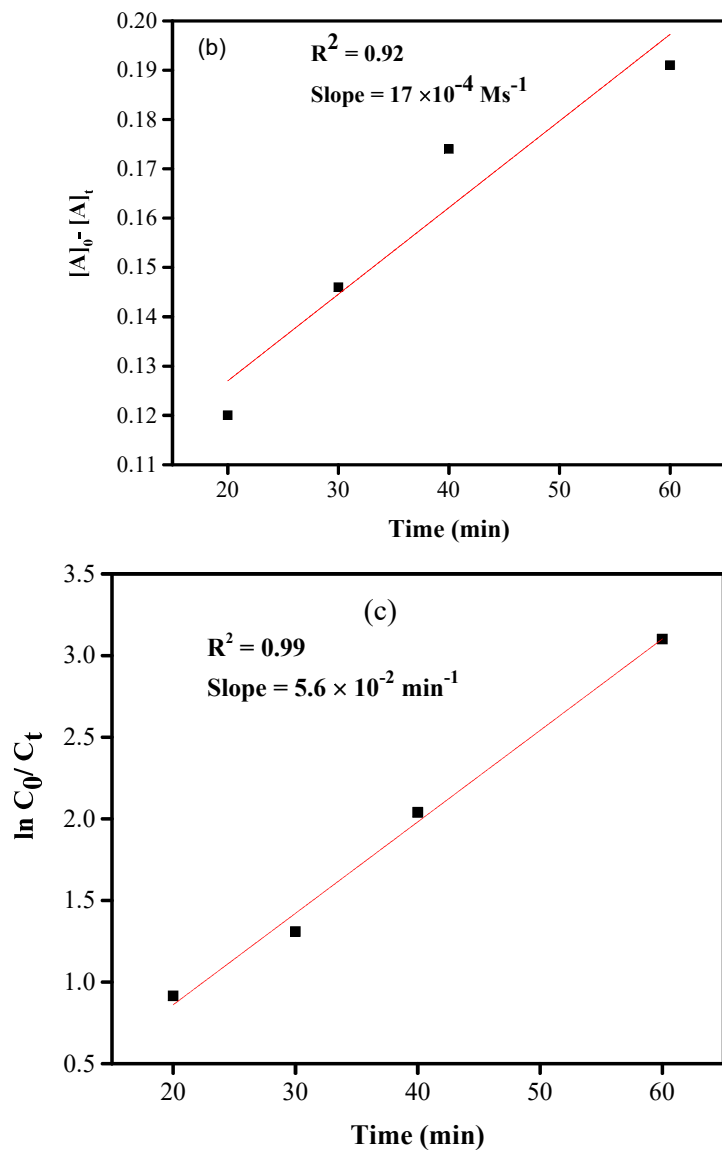 (b)
R² = 0.92
Slope = 17 ×10⁻⁴ Ms⁻¹
0.20
0.19
0.18
0.17
0.16
0.15
0.14
0.13
0.12
0.11
[A]₀- [A]ₜ
20
30
40
50
60
Time (min)
(c)
R² = 0.99
Slope = 5.6 × 10⁻² min⁻¹
3.5
3.0
2.5
2.0
1.5
1.0
0.5
ln C₀/ Cₜ
20
30
40
50
60
Time (min)